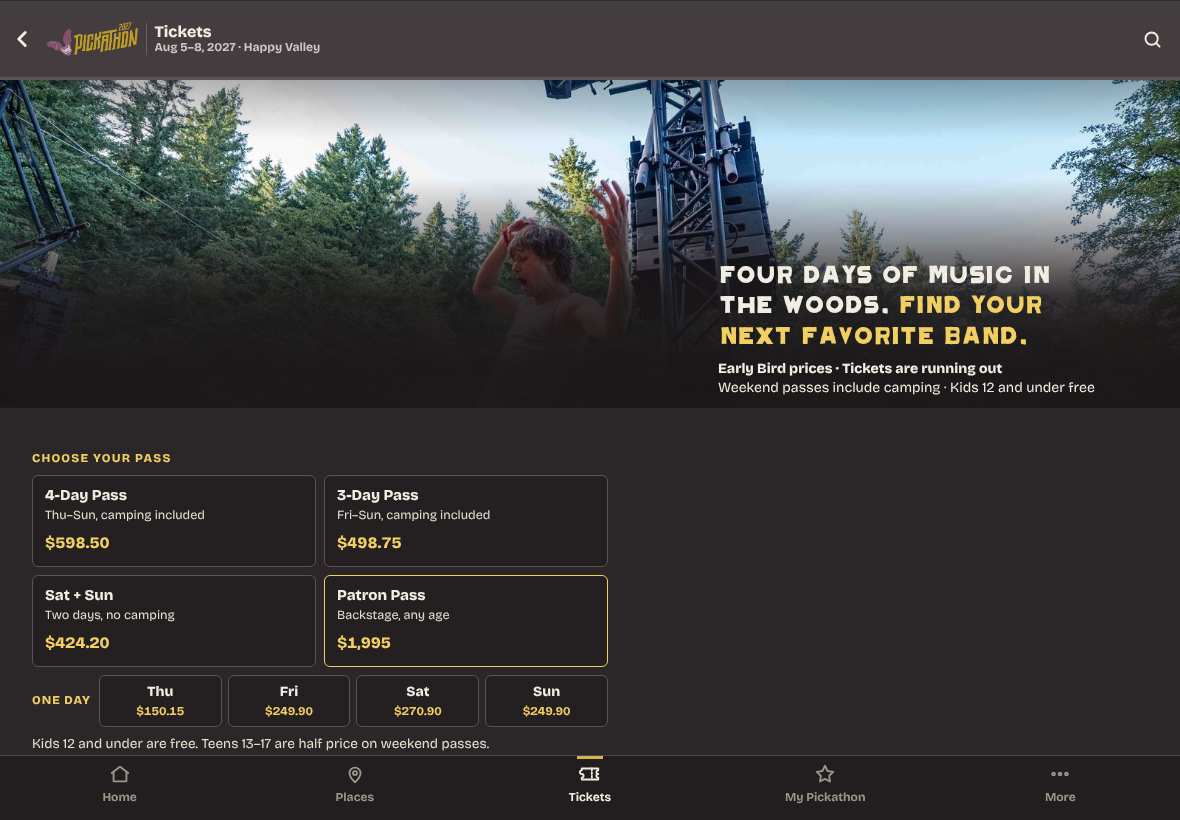 2027
PICKATHON
Tickets
Aug 5–8, 2027 · Happy Valley
FOUR DAYS OF MUSIC IN
THE WOODS. FIND YOUR
NEXT FAVORITE BAND.
Early Bird prices · Tickets are running out
Weekend passes include camping · Kids 12 and under free
CHOOSE YOUR PASS
4-Day Pass
Thu–Sun, camping included
$598.50
3-Day Pass
Fri–Sun, camping included
$498.75
Sat + Sun
Two days, no camping
$424.20
Patron Pass
Backstage, any age
$1,995
ONE DAY
Thu
$150.15
Fri
$249.90
Sat
$270.90
Sun
$249.90
Kids 12 and under are free. Teens 13–17 are half price on weekend passes.
Home
Places
Tickets
My Pickathon
More